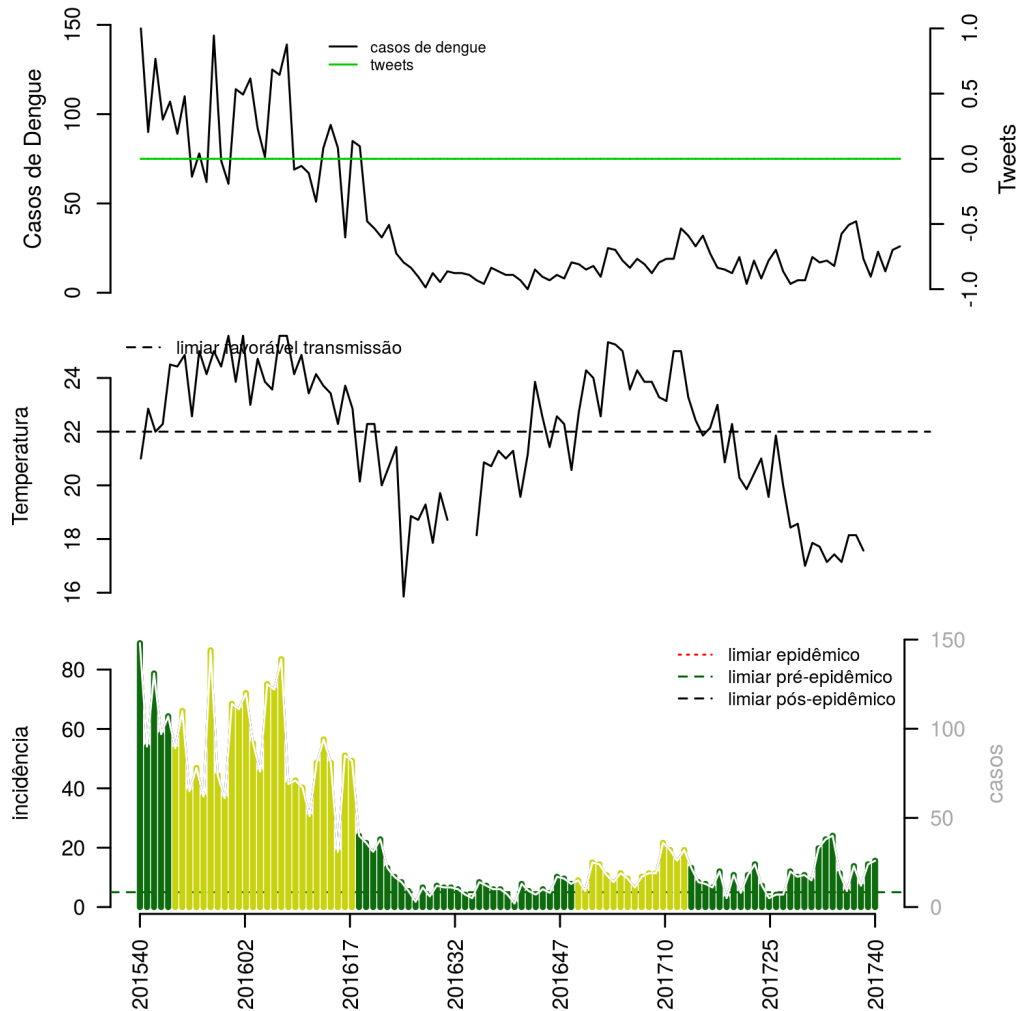 casos de dengue
tweets
Casos de Dengue
0
50
100
150
Tweets
-1.0
-0.5
0.0
0.5
1.0
limiar favorável transmissão
Temperatura
16
18
20
22
24
limiar epidêmico
limiar pré-epidêmico
limiar pós-epidêmico
incidência
0
20
40
60
80
casos
0
50
100
150
201540
201602
201617
201632
201647
201710
201725
201740